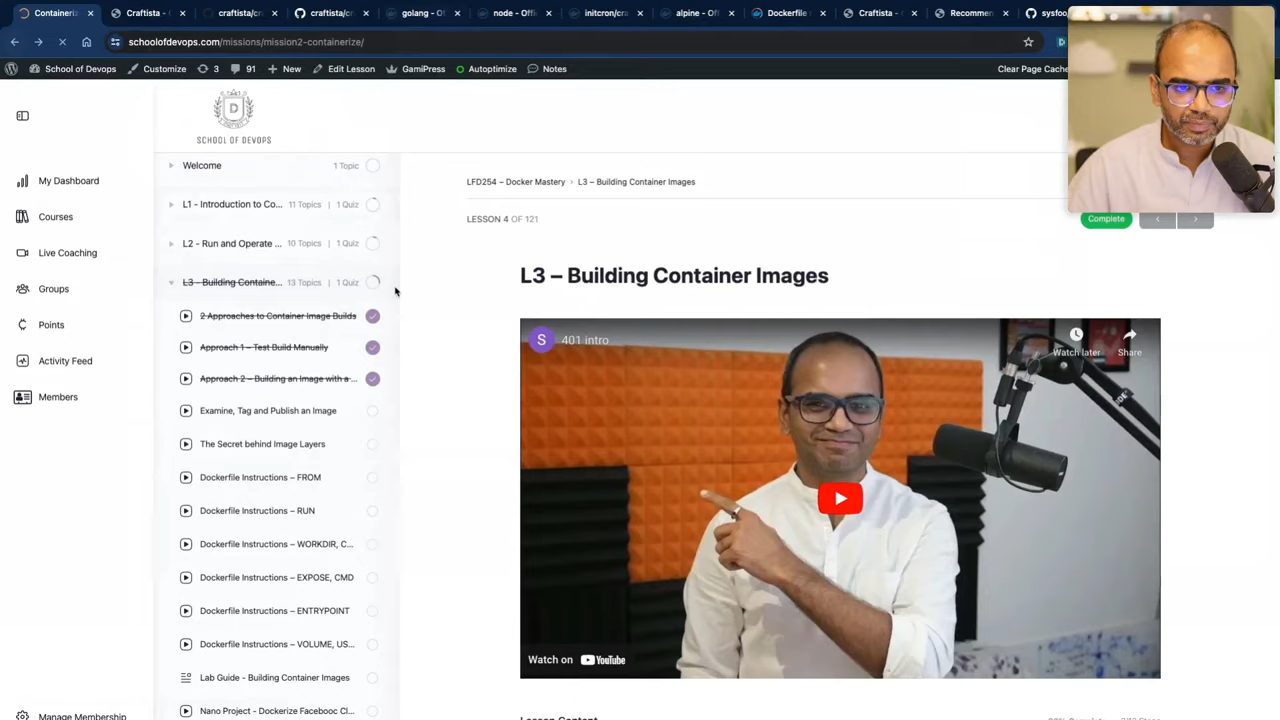 Containeriz
Craftista -
craftista/cra
craftista/cr
golang - O
node - Offi
initcron/cra
alpine - Off
Dockerfile
Craftista -
Recommen
sysfoo
schoolofdevops.com/missions/mission2-containerize/
School of Devops
Customize
3
91
New
Edit Lesson
GamiPress
Autoptimize
Notes
Clear Page Cache
SCHOOL OF DEVOPS
My Dashboard
Courses
Live Coaching
Groups
Points
Activity Feed
Members
Manage Membership
Welcome
1 Topic
L1 - Introduction to Co...
11 Topics | 1 Quiz
L2 - Run and Operate ...
10 Topics | 1 Quiz
L3 - Building Containe...
13 Topics | 1 Quiz
2 Approaches to Container Image Builds
Approach 1 – Test Build Manually
Approach 2 – Building an Image with a ...
Examine, Tag and Publish an Image
The Secret behind Image Layers
Dockerfile Instructions – FROM
Dockerfile Instructions – RUN
Dockerfile Instructions – WORKDIR, C...
Dockerfile Instructions – EXPOSE, CMD
Dockerfile Instructions – ENTRYPOINT
Dockerfile Instructions – VOLUME, US...
Lab Guide - Building Container Images
Nano Project - Dockerize Facebooc Cl...
LFD254 – Docker Mastery > L3 – Building Container Images
LESSON 4 OF 121
Complete
L3 – Building Container Images
S
401 intro
Watch later
Share
Watch on YouTube
Lesson Content